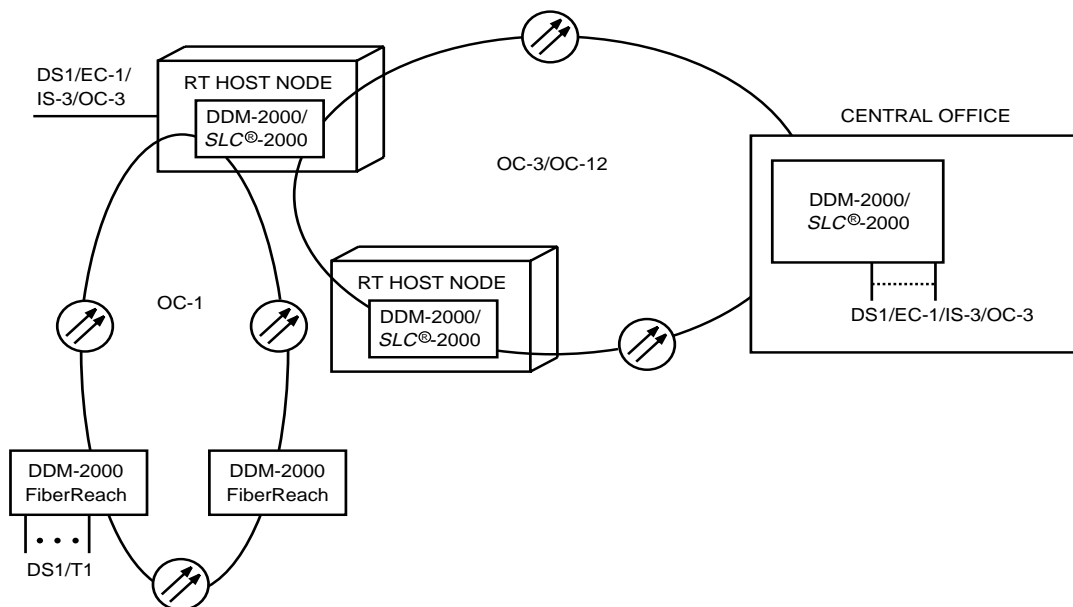 DS1/EC-1/
IS-3/OC-3
RT HOST NODE
DDM-2000/
SLC®-2000
OC-3/OC-12
CENTRAL OFFICE
DDM-2000/
SLC®-2000
DS1/EC-1/IS-3/OC-3
RT HOST NODE
DDM-2000/
SLC®-2000
OC-1
DDM-2000
FiberReach
DS1/T1
DDM-2000
FiberReach